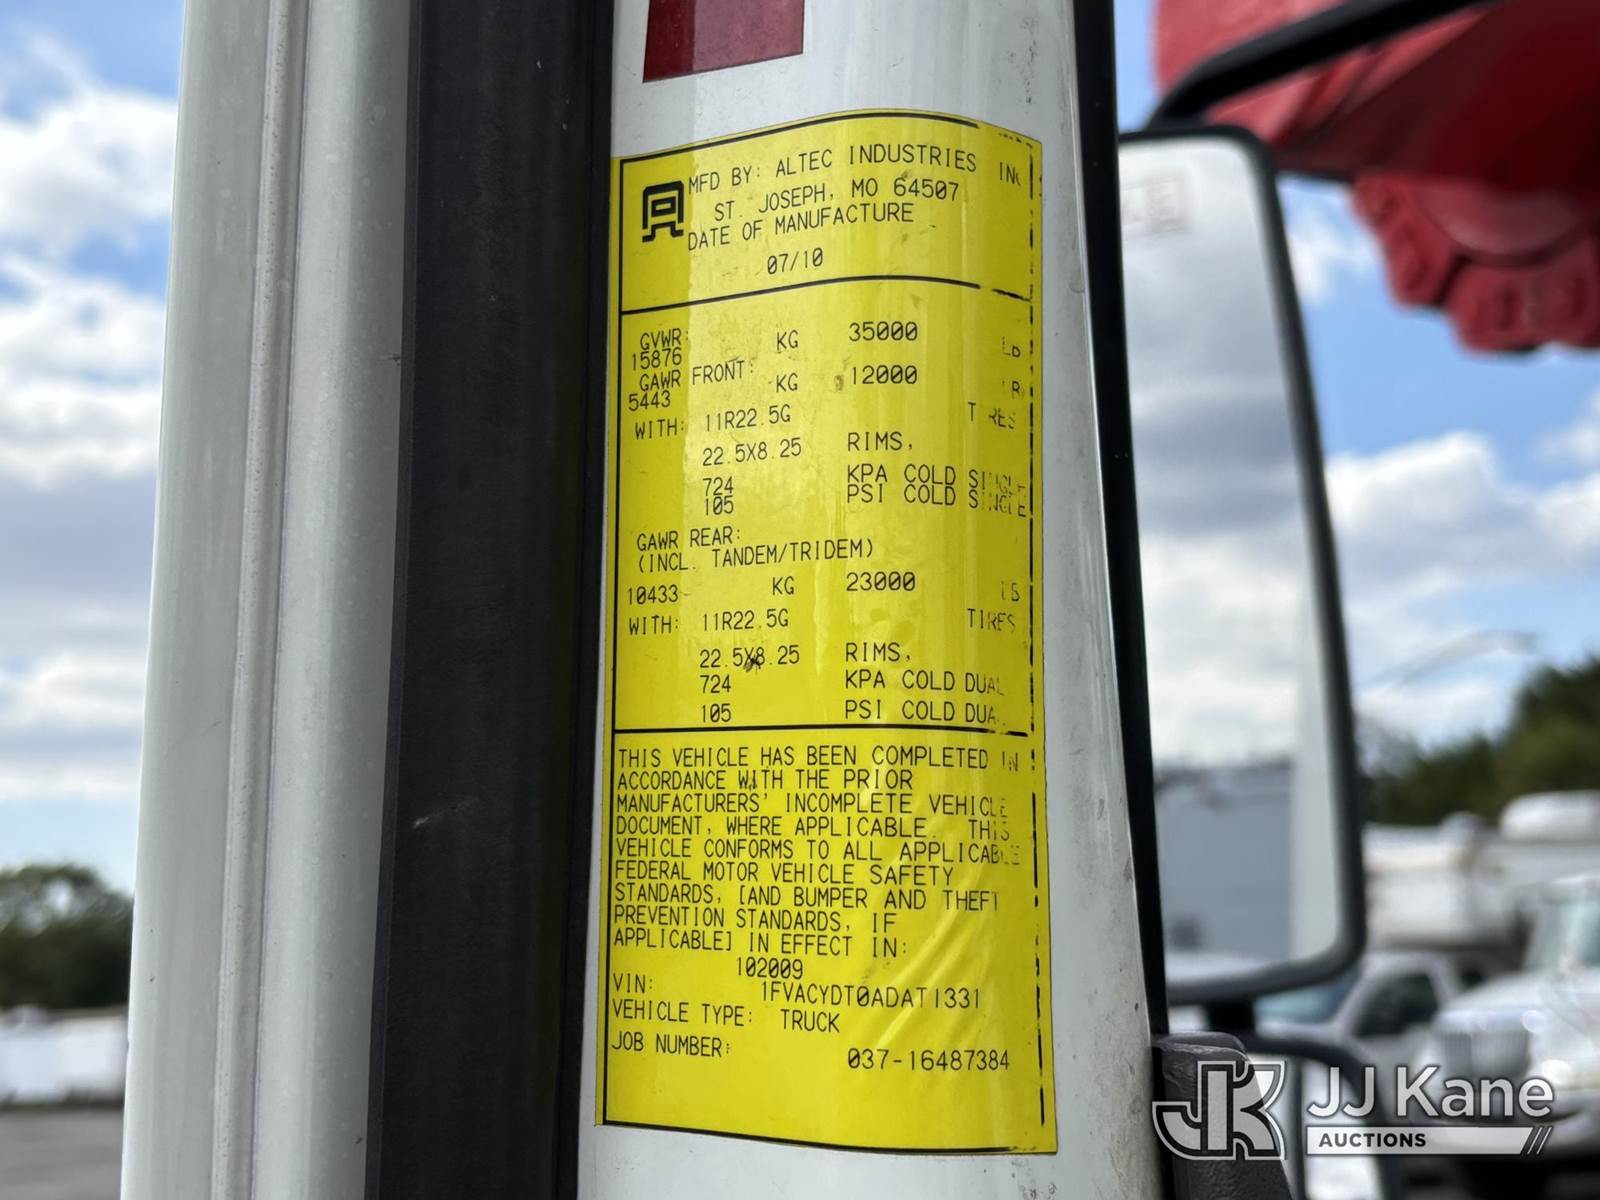 MFD BY: ALTEC INDUSTRIES INC
ST. JOSEPH, MO 64507
DATE OF MANUFACTURE
07/10
GVWR:
15876 KG 35000 LB
GAWR FRONT:
5443 KG 12000 LB
WITH: 11R22.5G TIRES
22.5X8.25 RIMS,
724 KPA COLD SINGLE
105 PSI COLD SINGLE
GAWR REAR:
(INCL. TANDEM/TRIDEM)
10433 KG 23000 LB
WITH: 11R22.5G TIRES
22.5X8.25 RIMS,
724 KPA COLD DUAL
105 PSI COLD DUAL
THIS VEHICLE HAS BEEN COMPLETED IN
ACCORDANCE WITH THE PRIOR
MANUFACTURERS' INCOMPLETE VEHICLE
DOCUMENT, WHERE APPLICABLE. THIS
VEHICLE CONFORMS TO ALL APPLICABLE
FEDERAL MOTOR VEHICLE SAFETY
STANDARDS, [AND BUMPER AND THEFT
PREVENTION STANDARDS, IF
APPLICABLE] IN EFFECT IN:
102009
VIN: 1FVACYDT0ADAT1331
VEHICLE TYPE: TRUCK
JOB NUMBER: 037-16487384
JK JJ Kane
AUCTIONS